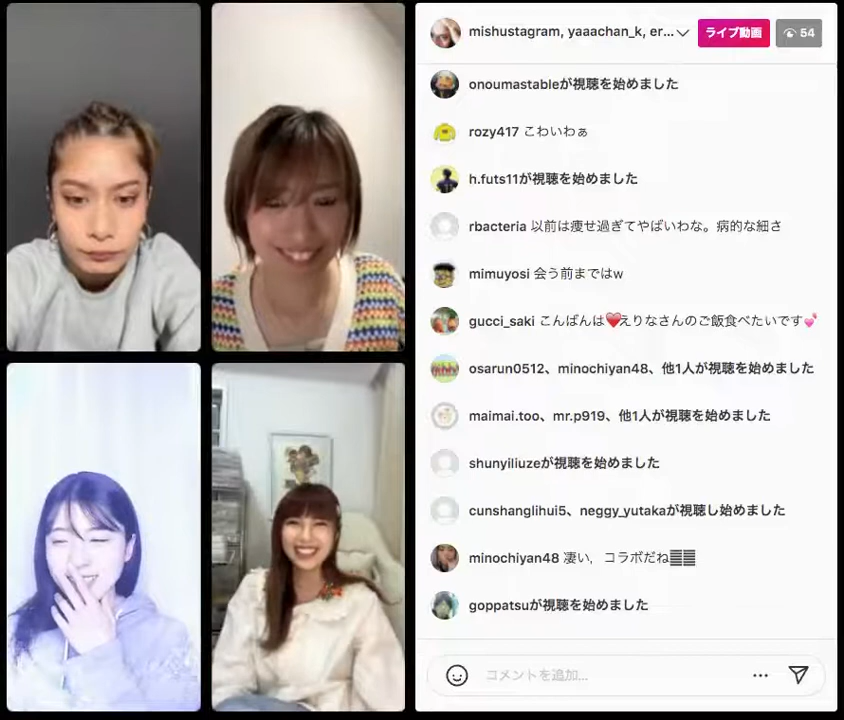 mishustagram, yaaachan_k, er...
ライブ動画
54
onoumastableが視聴を始めました
rozy417 こわいわぁ
h.futs11が視聴を始めました
rbacteria 以前は痩せ過ぎてやばいわな。病的な細さ
mimuyosi 会う前まではw
gucci_saki こんばんは❤️えりなさんのご飯食べたいです💕
osarun0512、minochiyan48、他1人が視聴を始めました
maimai.too、mr.p919、他1人が視聴を始めました
shunyiliuzeが視聴を始めました
cunshanglihui5、neggy_yutakaが視聴し始めました
minochiyan48 凄い, コラボだね
goppatsuが視聴を始めました
コメントを追加...